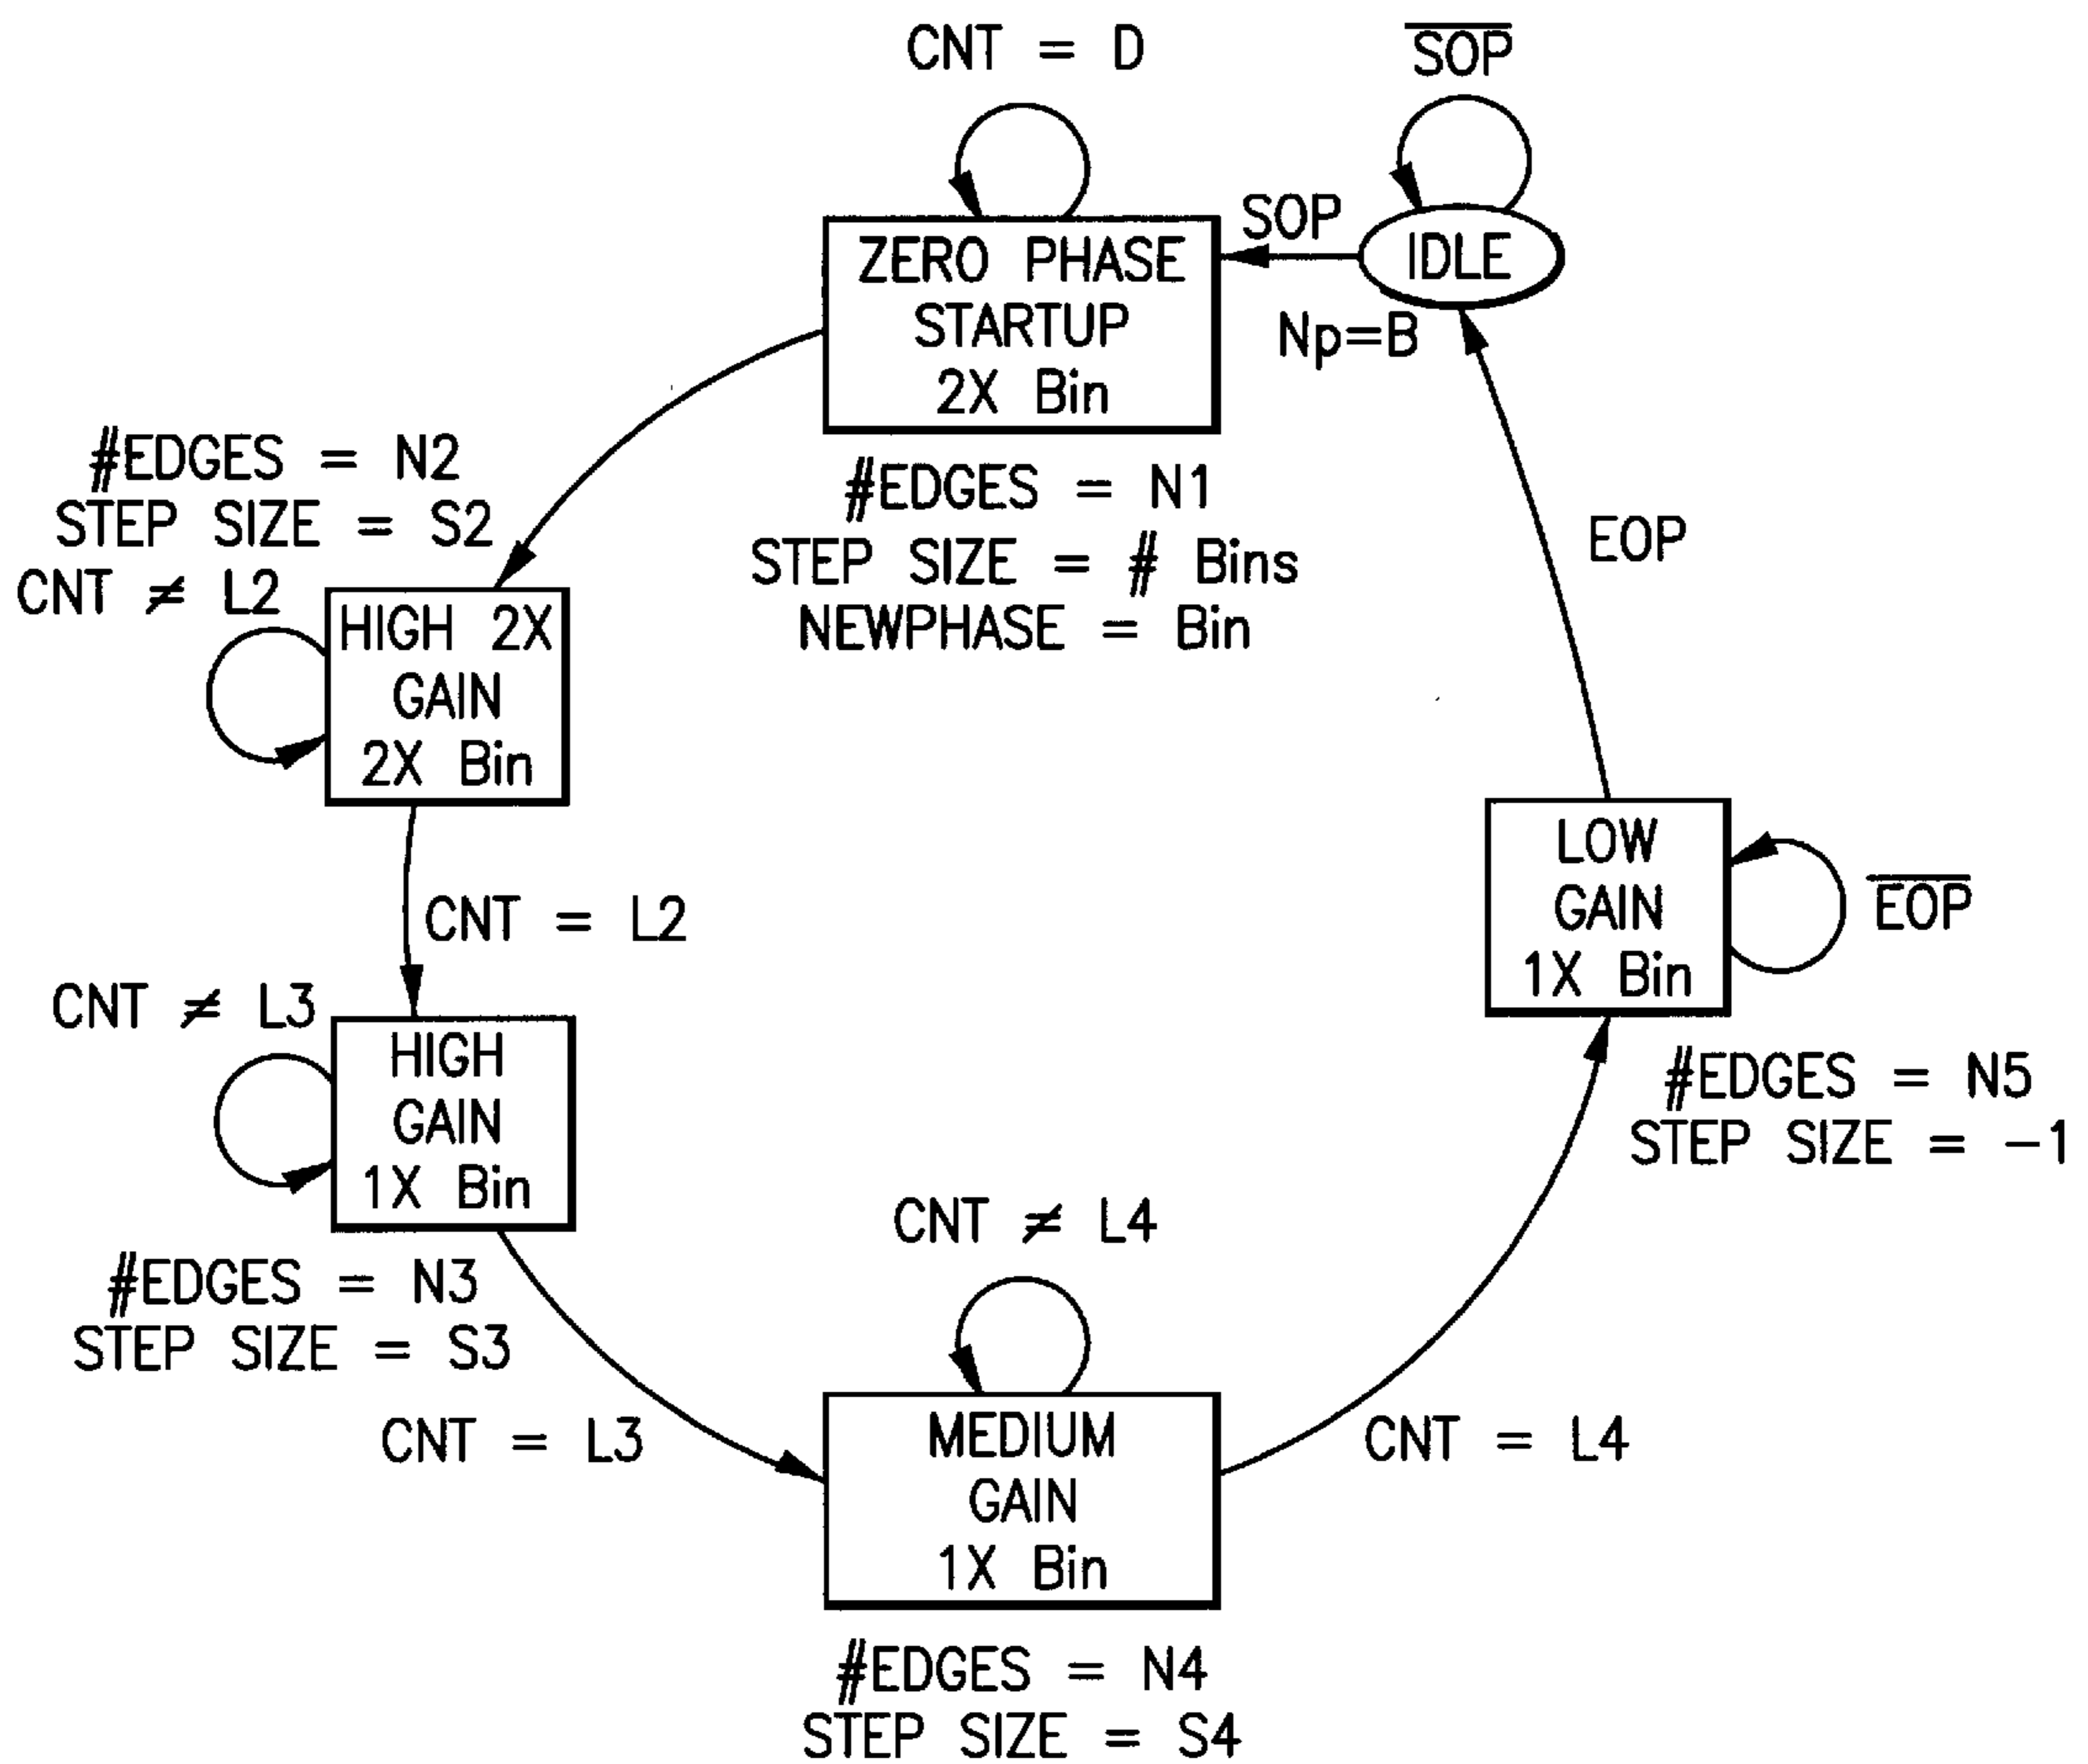 CNT = D
SOP
SOP
IDLE
Np=B
ZERO PHASE
STARTUP
2X Bin
#EDGES = N1
STEP SIZE = # Bins
NEWPHASE = Bin
#EDGES = N2
STEP SIZE = S2
CNT ≠ L2
HIGH 2X
GAIN
2X Bin
CNT = L2
CNT ≠ L3
HIGH
GAIN
1X Bin
#EDGES = N3
STEP SIZE = S3
CNT = L3
CNT ≠ L4
MEDIUM
GAIN
1X Bin
#EDGES = N4
STEP SIZE = S4
CNT = L4
LOW
GAIN
1X Bin
EOP
#EDGES = N5
STEP SIZE = -1
EOP